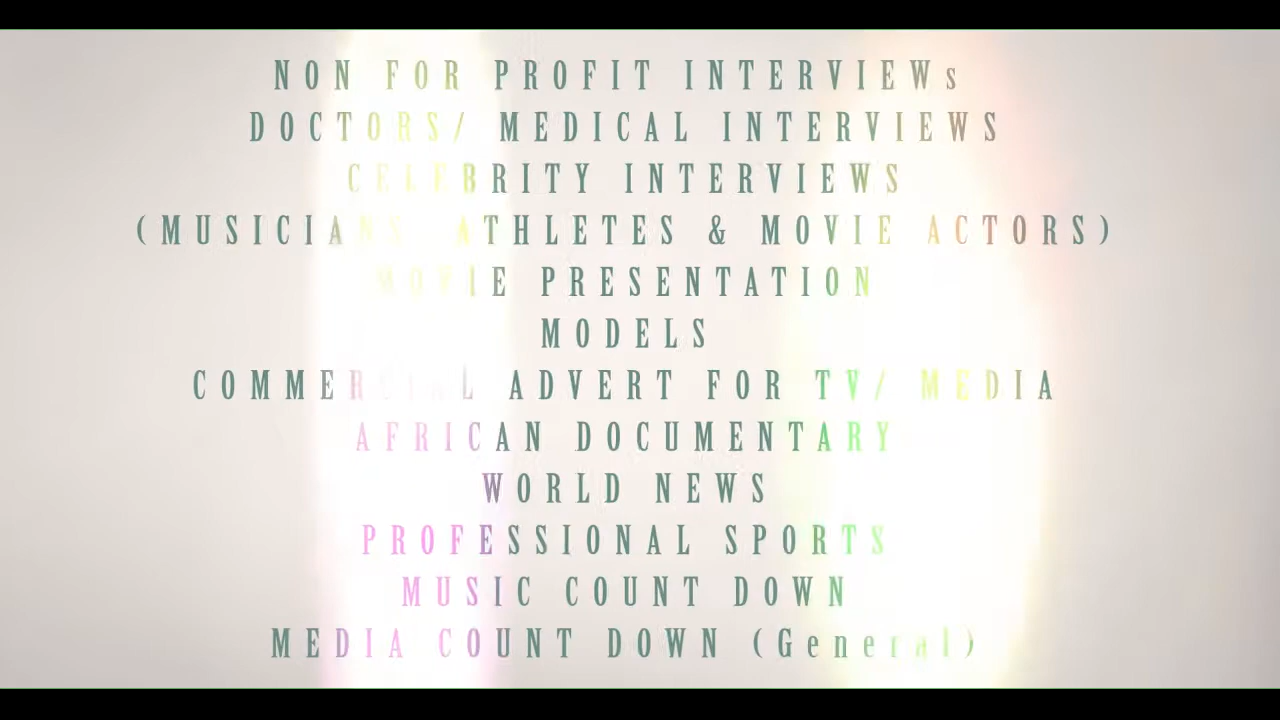 NON FOR PROFIT INTERVIEWs
DOCTORS/ MEDICAL INTERVIEWS
CELEBRITY INTERVIEWS
(MUSICIANS ATHLETES & MOVIE ACTORS)
MOVIE PRESENTATION
MODELS
COMMERCIAL ADVERT FOR TV/ MEDIA
AFRICAN DOCUMENTARY
WORLD NEWS
PROFESSIONAL SPORTS
MUSIC COUNT DOWN
MEDIA COUNT DOWN (General)